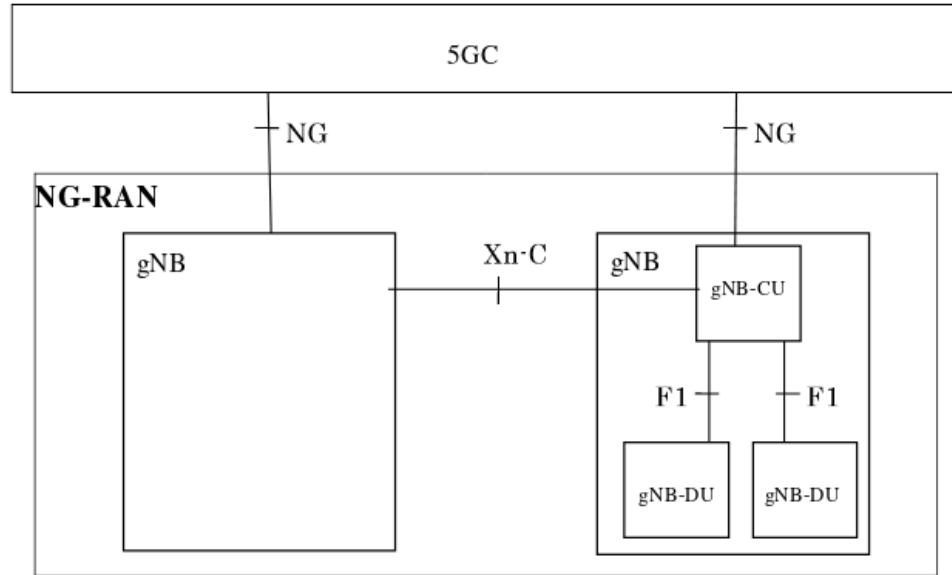 5GC
NG
NG
NG-RAN
gNB
Xn-C
gNB
gNB-CU
F1
F1
gNB-DU
gNB-DU